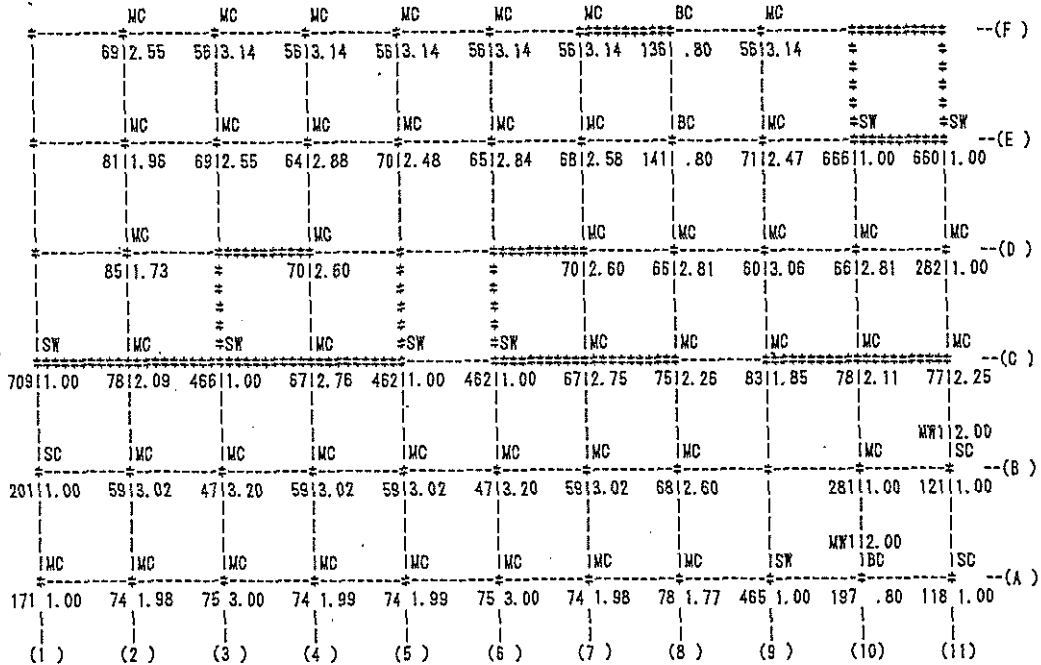 MC MC MC MC MC MC BC MC
--(F )
69 2.55 56 3.14 56 3.14 56 3.14 56 3.14 56 3.14 136 .80 56 3.14
MC MC MC MC MC MC BC MC SW SW
--(E )
81 1.96 69 2.55 64 2.88 70 2.48 65 2.84 68 2.58 141 .80 71 2.47 666 1.00 660 1.00
MC MC MC MC MC MC MC
--(D )
85 1.73 70 2.60 70 2.60 66 2.81 60 3.06 66 2.81 282 1.00
SW MC SW MC SW SW MC MC MC MC MC
--(C )
709 1.00 78 2.09 466 1.00 67 2.76 462 1.00 462 1.00 67 2.75 75 2.26 83 1.85 78 2.11 77 2.25
MW1 2.00
SC MC MC MC MC MC MC MC MC SC
--(B )
201 1.00 59 3.02 47 3.20 59 3.02 59 3.02 47 3.20 59 3.02 68 2.60 281 1.00 121 1.00
MW1 2.00
MC MC MC MC MC MC MC MC SW BC SC
--(A )
171 1.00 74 1.98 75 3.00 74 1.99 74 1.99 75 3.00 74 1.98 78 1.77 465 1.00 197 .80 118 1.00
(1 ) (2 ) (3 ) (4 ) (5 ) (6 ) (7 ) (8 ) (9 ) (10) (11)